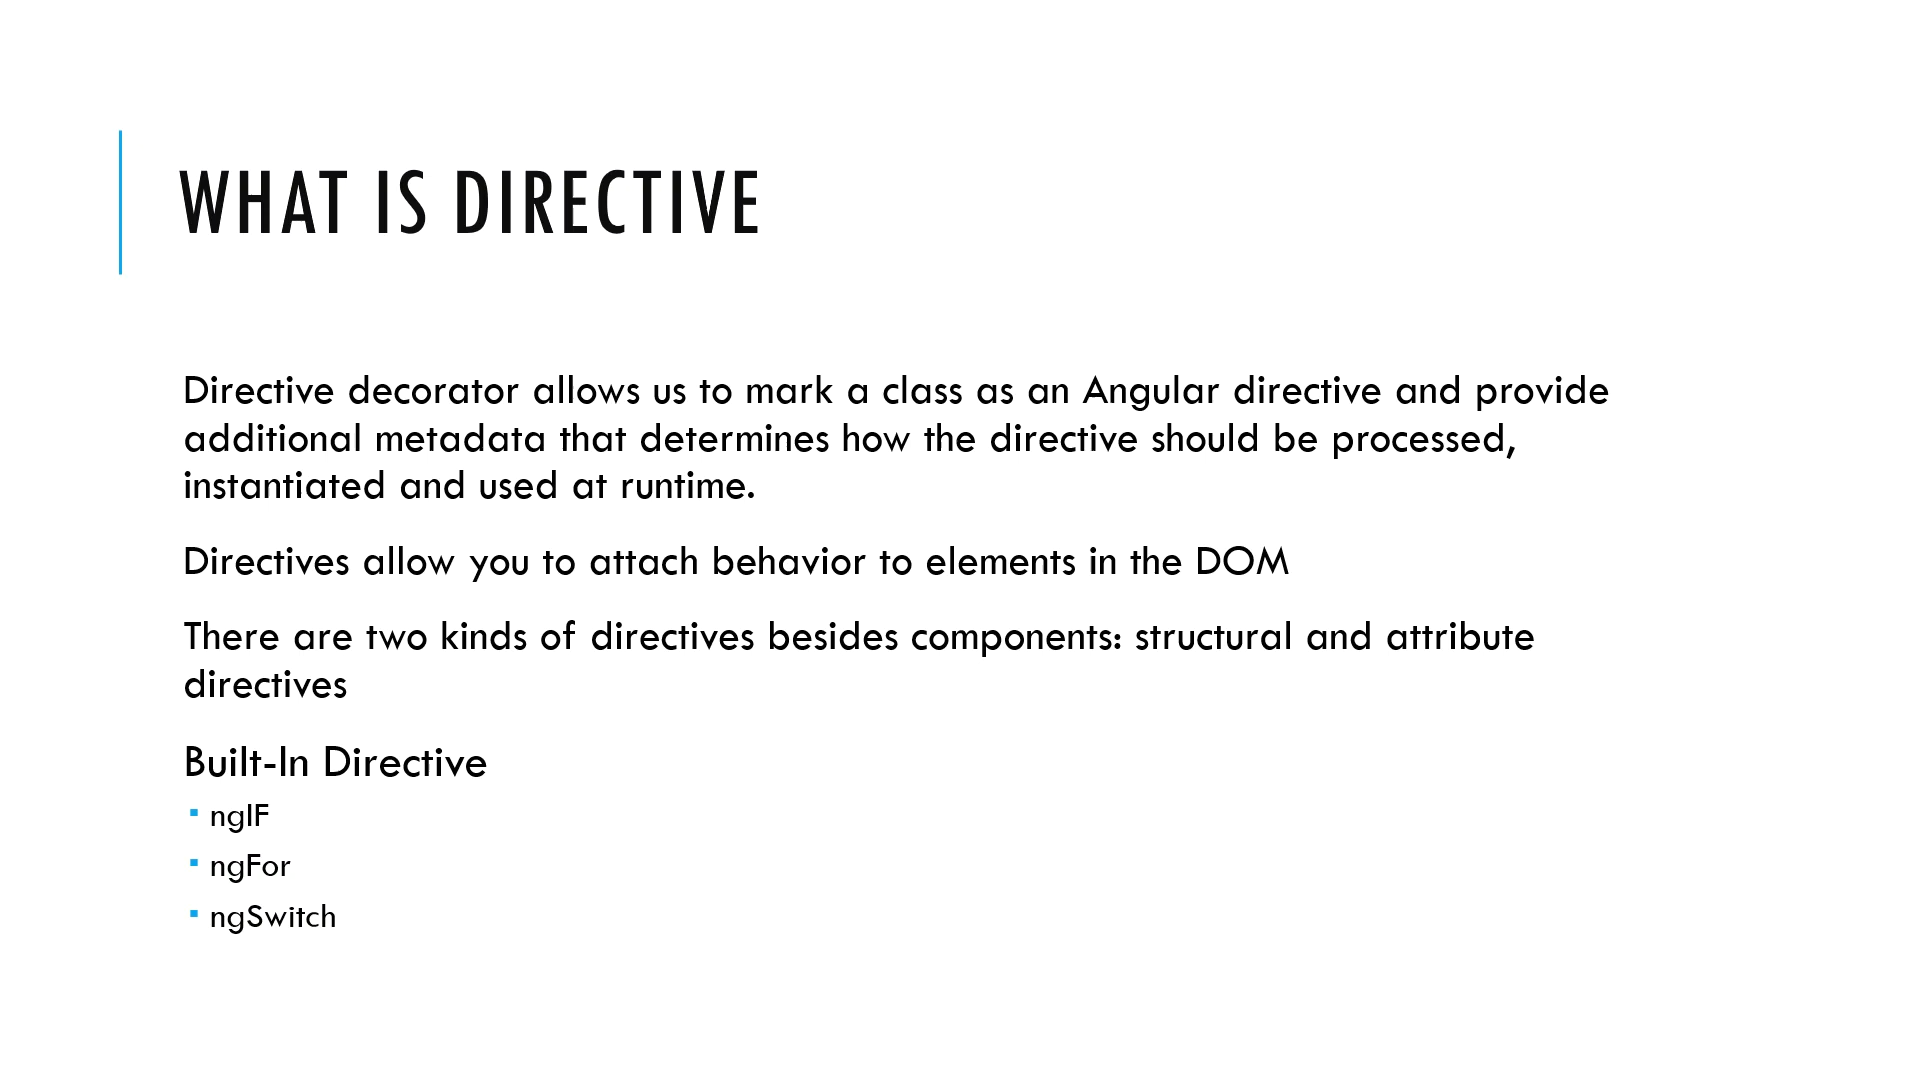 WHAT IS DIRECTIVE
Directive decorator allows us to mark a class as an Angular directive and provide
additional metadata that determines how the directive should be processed,
instantiated and used at runtime.
Directives allow you to attach behavior to elements in the DOM
There are two kinds of directives besides components: structural and attribute
directives
Built-In Directive
▪ ngIF
▪ ngFor
▪ ngSwitch